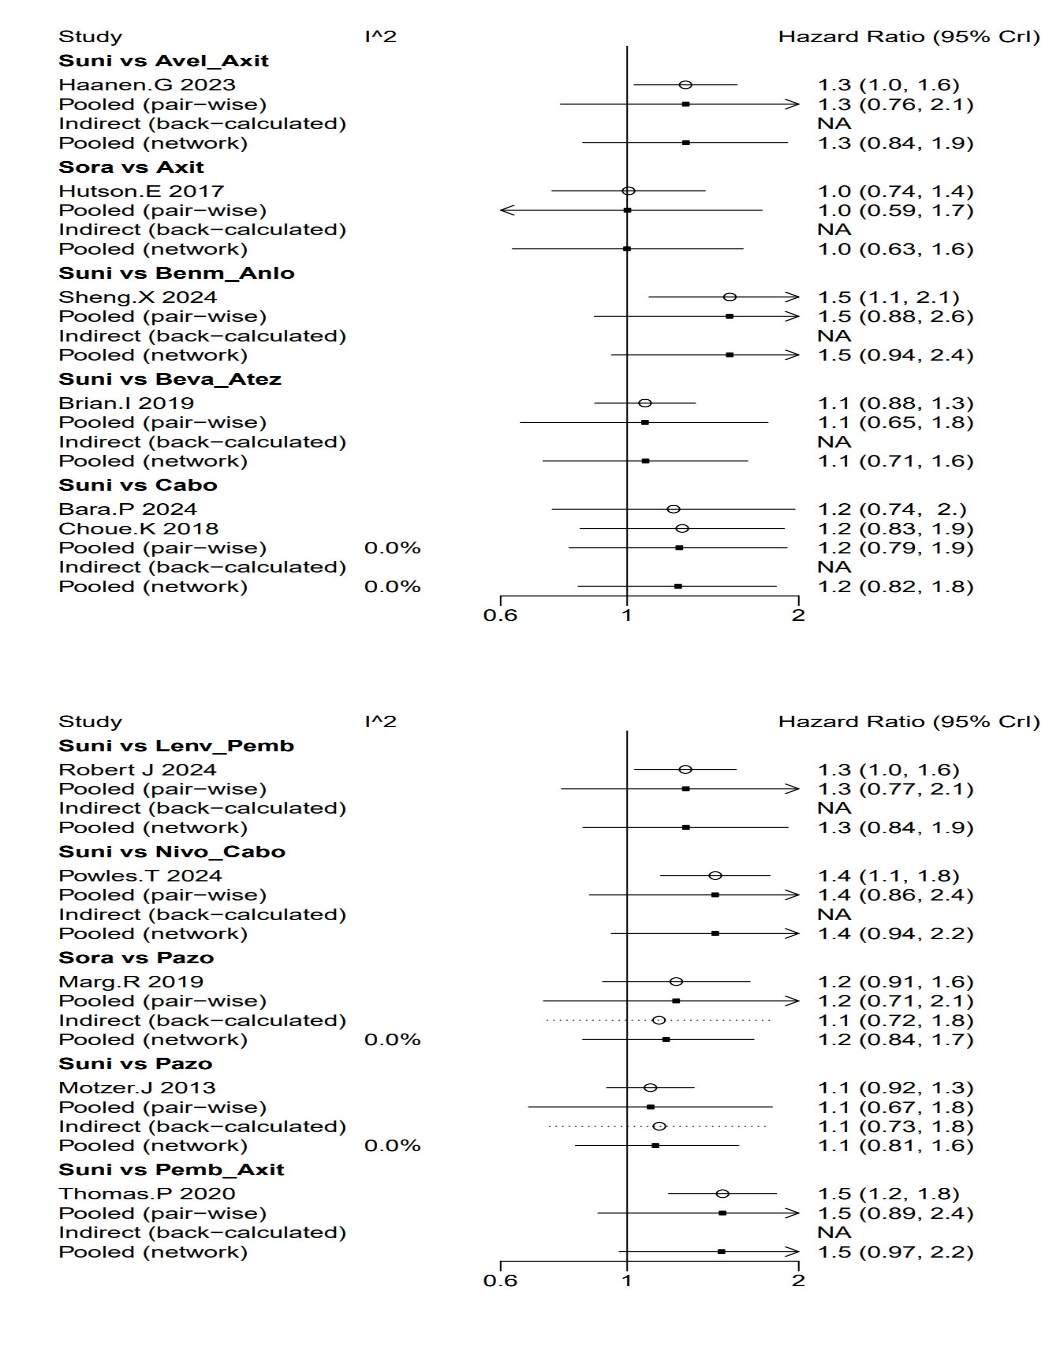 Study I^2 Hazard Ratio (95% CrI)
Suni vs Avel_Axit
Haanen.G 2023 1.3 (1.0, 1.6)
Pooled (pair−wise) 1.3 (0.76, 2.1)
Indirect (back−calculated) NA
Pooled (network) 1.3 (0.84, 1.9)
Sora vs Axit
Hutson.E 2017 1.0 (0.74, 1.4)
Pooled (pair−wise) 1.0 (0.59, 1.7)
Indirect (back−calculated) NA
Pooled (network) 1.0 (0.63, 1.6)
Suni vs Benm_Anlo
Sheng.X 2024 1.5 (1.1, 2.1)
Pooled (pair−wise) 1.5 (0.88, 2.6)
Indirect (back−calculated) NA
Pooled (network) 1.5 (0.94, 2.4)
Suni vs Beva_Atez
Brian.I 2019 1.1 (0.88, 1.3)
Pooled (pair−wise) 1.1 (0.65, 1.8)
Indirect (back−calculated) NA
Pooled (network) 1.1 (0.71, 1.6)
Suni vs Cabo
Bara.P 2024 1.2 (0.74, 2.)
Choue.K 2018 1.2 (0.83, 1.9)
Pooled (pair−wise) 0.0% 1.2 (0.79, 1.9)
Indirect (back−calculated) NA
Pooled (network) 0.0% 1.2 (0.82, 1.8)
0.6 1 2
Study I^2 Hazard Ratio (95% CrI)
Suni vs Lenv_Pemb
Robert J 2024 1.3 (1.0, 1.6)
Pooled (pair−wise) 1.3 (0.77, 2.1)
Indirect (back−calculated) NA
Pooled (network) 1.3 (0.84, 1.9)
Suni vs Nivo_Cabo
Powles.T 2024 1.4 (1.1, 1.8)
Pooled (pair−wise) 1.4 (0.86, 2.4)
Indirect (back−calculated) NA
Pooled (network) 1.4 (0.94, 2.2)
Sora vs Pazo
Marg.R 2019 1.2 (0.91, 1.6)
Pooled (pair−wise) 1.2 (0.71, 2.1)
Indirect (back−calculated) 1.1 (0.72, 1.8)
Pooled (network) 0.0% 1.2 (0.84, 1.7)
Suni vs Pazo
Motzer.J 2013 1.1 (0.92, 1.3)
Pooled (pair−wise) 1.1 (0.67, 1.8)
Indirect (back−calculated) 1.1 (0.73, 1.8)
Pooled (network) 0.0% 1.1 (0.81, 1.6)
Suni vs Pemb_Axit
Thomas.P 2020 1.5 (1.2, 1.8)
Pooled (pair−wise) 1.5 (0.89, 2.4)
Indirect (back−calculated) NA
Pooled (network) 1.5 (0.97, 2.2)
0.6 1 2